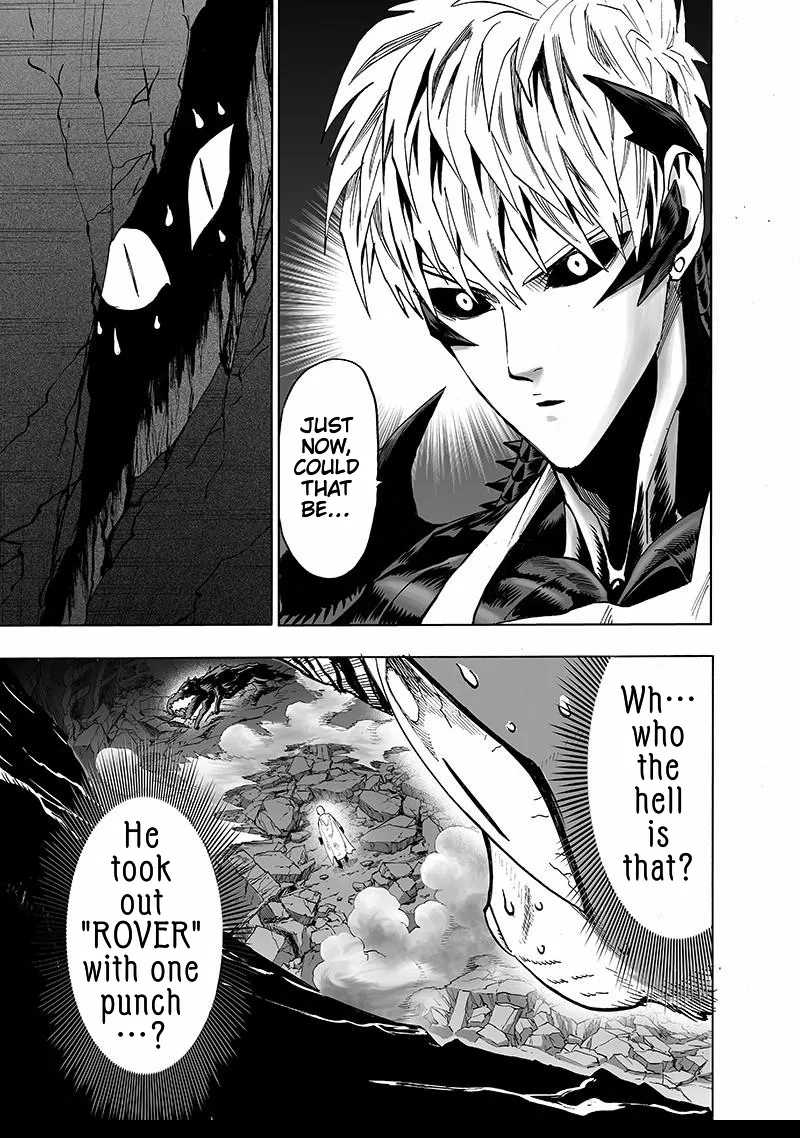 JUST
NOW,
COULD
THAT
BE...
Wh...
who
the
hell
is
that?
He
took
out
"ROVER"
with one
punch
...?